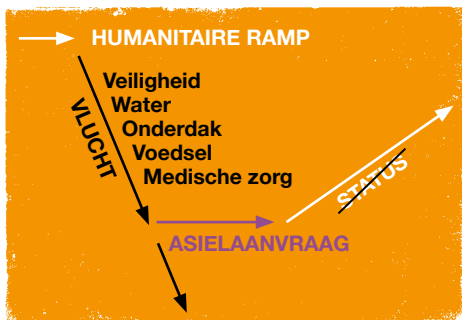 HUMANITAIRE RAMP
VLUCHT
Veiligheid
Water
Onderdak
Voedsel
Medische zorg
STATUS
ASIELAANVRAAG